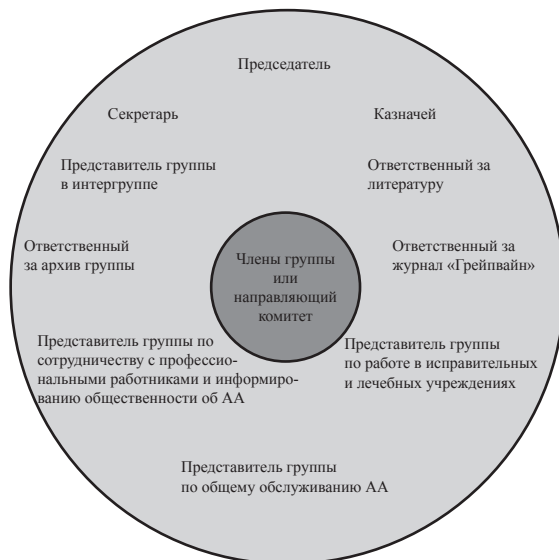 Председатель
Секретарь
Казначей
Представитель группы
в интергруппе
Ответственный за
литературу
Ответственный
за архив группы
Члены группы
или
направляющий
комитет
Ответственный за
журнал «Грейпвайн»
Представитель группы по
сотрудничеству с профессио-
нальными работниками и информиро-
ванию общественности об АА
Представитель группы
по работе в исправительных
и лечебных учреждениях
Представитель группы
по общему обслуживанию АА